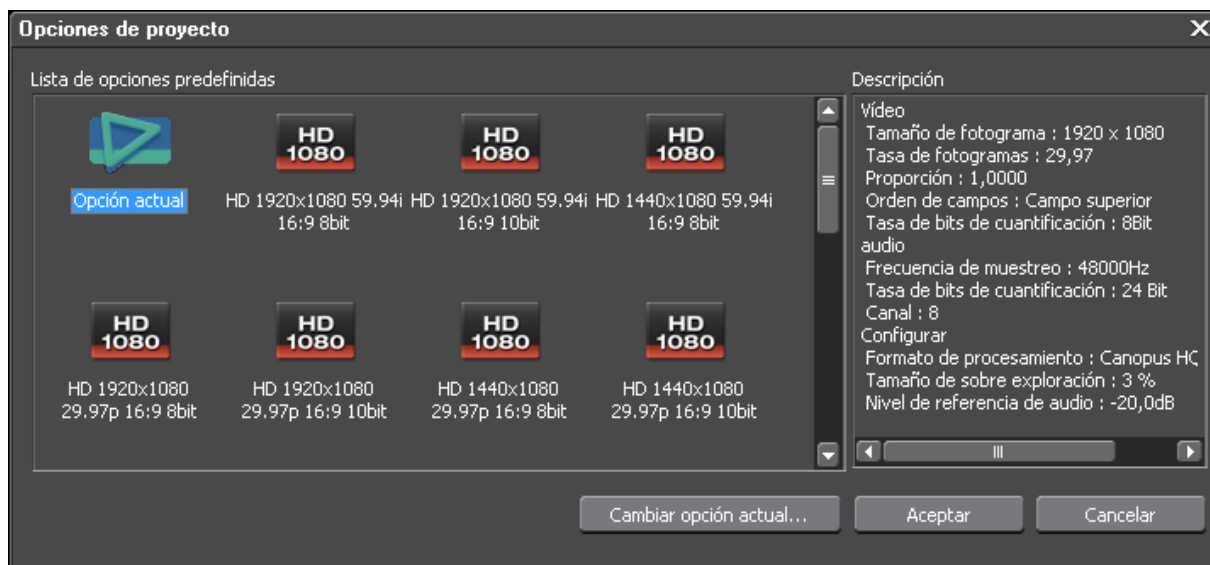 Opciones de proyecto
Lista de opciones predefinidas
Opción actual
HD
1080
HD 1920x1080 59.94i
16:9 8bit
HD
1080
HD 1920x1080 59.94i
16:9 10bit
HD
1080
HD 1440x1080 59.94i
16:9 8bit
HD
1080
HD 1920x1080
29.97p 16:9 8bit
HD
1080
HD 1920x1080
29.97p 16:9 10bit
HD
1080
HD 1440x1080
29.97p 16:9 8bit
HD
1080
HD 1440x1080
29.97p 16:9 10bit
Descripción
Vídeo
Tamaño de fotograma : 1920 x 1080
Tasa de fotogramas : 29,97
Proporción : 1,0000
Orden de campos : Campo superior
Tasa de bits de cuantificación : 8Bit
audio
Frecuencia de muestreo : 48000Hz
Tasa de bits de cuantificación : 24 Bit
Canal : 8
Configurar
Formato de procesamiento : Canopus HQ
Tamaño de sobre exploración : 3 %
Nivel de referencia de audio : -20,0dB
Cambiar opción actual...
Aceptar
Cancelar